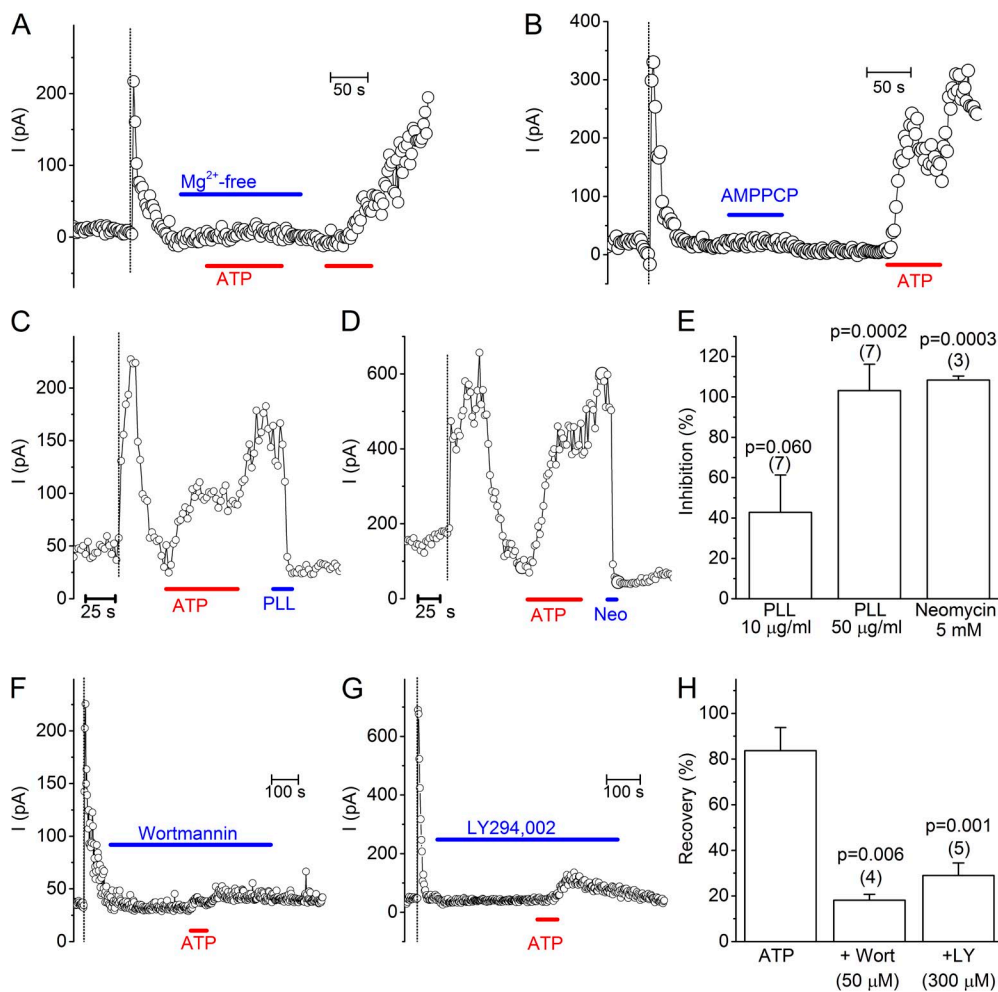 A
I (pA)
200
100
0
50 s
Mg2+-free
ATP
B
I (pA)
400
300
200
100
0
50 s
AMPPCP
ATP
C
I (pA)
250
200
150
100
50
0
25 s
ATP
PLL
D
I (pA)
600
400
200
0
25 s
ATP
Neo
E
Inhibition (%)
120
100
80
60
40
20
0
p=0.060
(7)
p=0.0002
(7)
p=0.0003
(3)
PLL
10 μg/ml
PLL
50 μg/ml
Neomycin
5 mM
F
I (pA)
200
150
100
50
0
100 s
Wortmannin
ATP
G
I (pA)
600
400
200
0
100 s
LY294,002
ATP
H
Recovery (%)
100
80
60
40
20
0
p=0.006
(4)
p=0.001
(5)
ATP
+ Wort
(50 μM)
+LY
(300 μM)